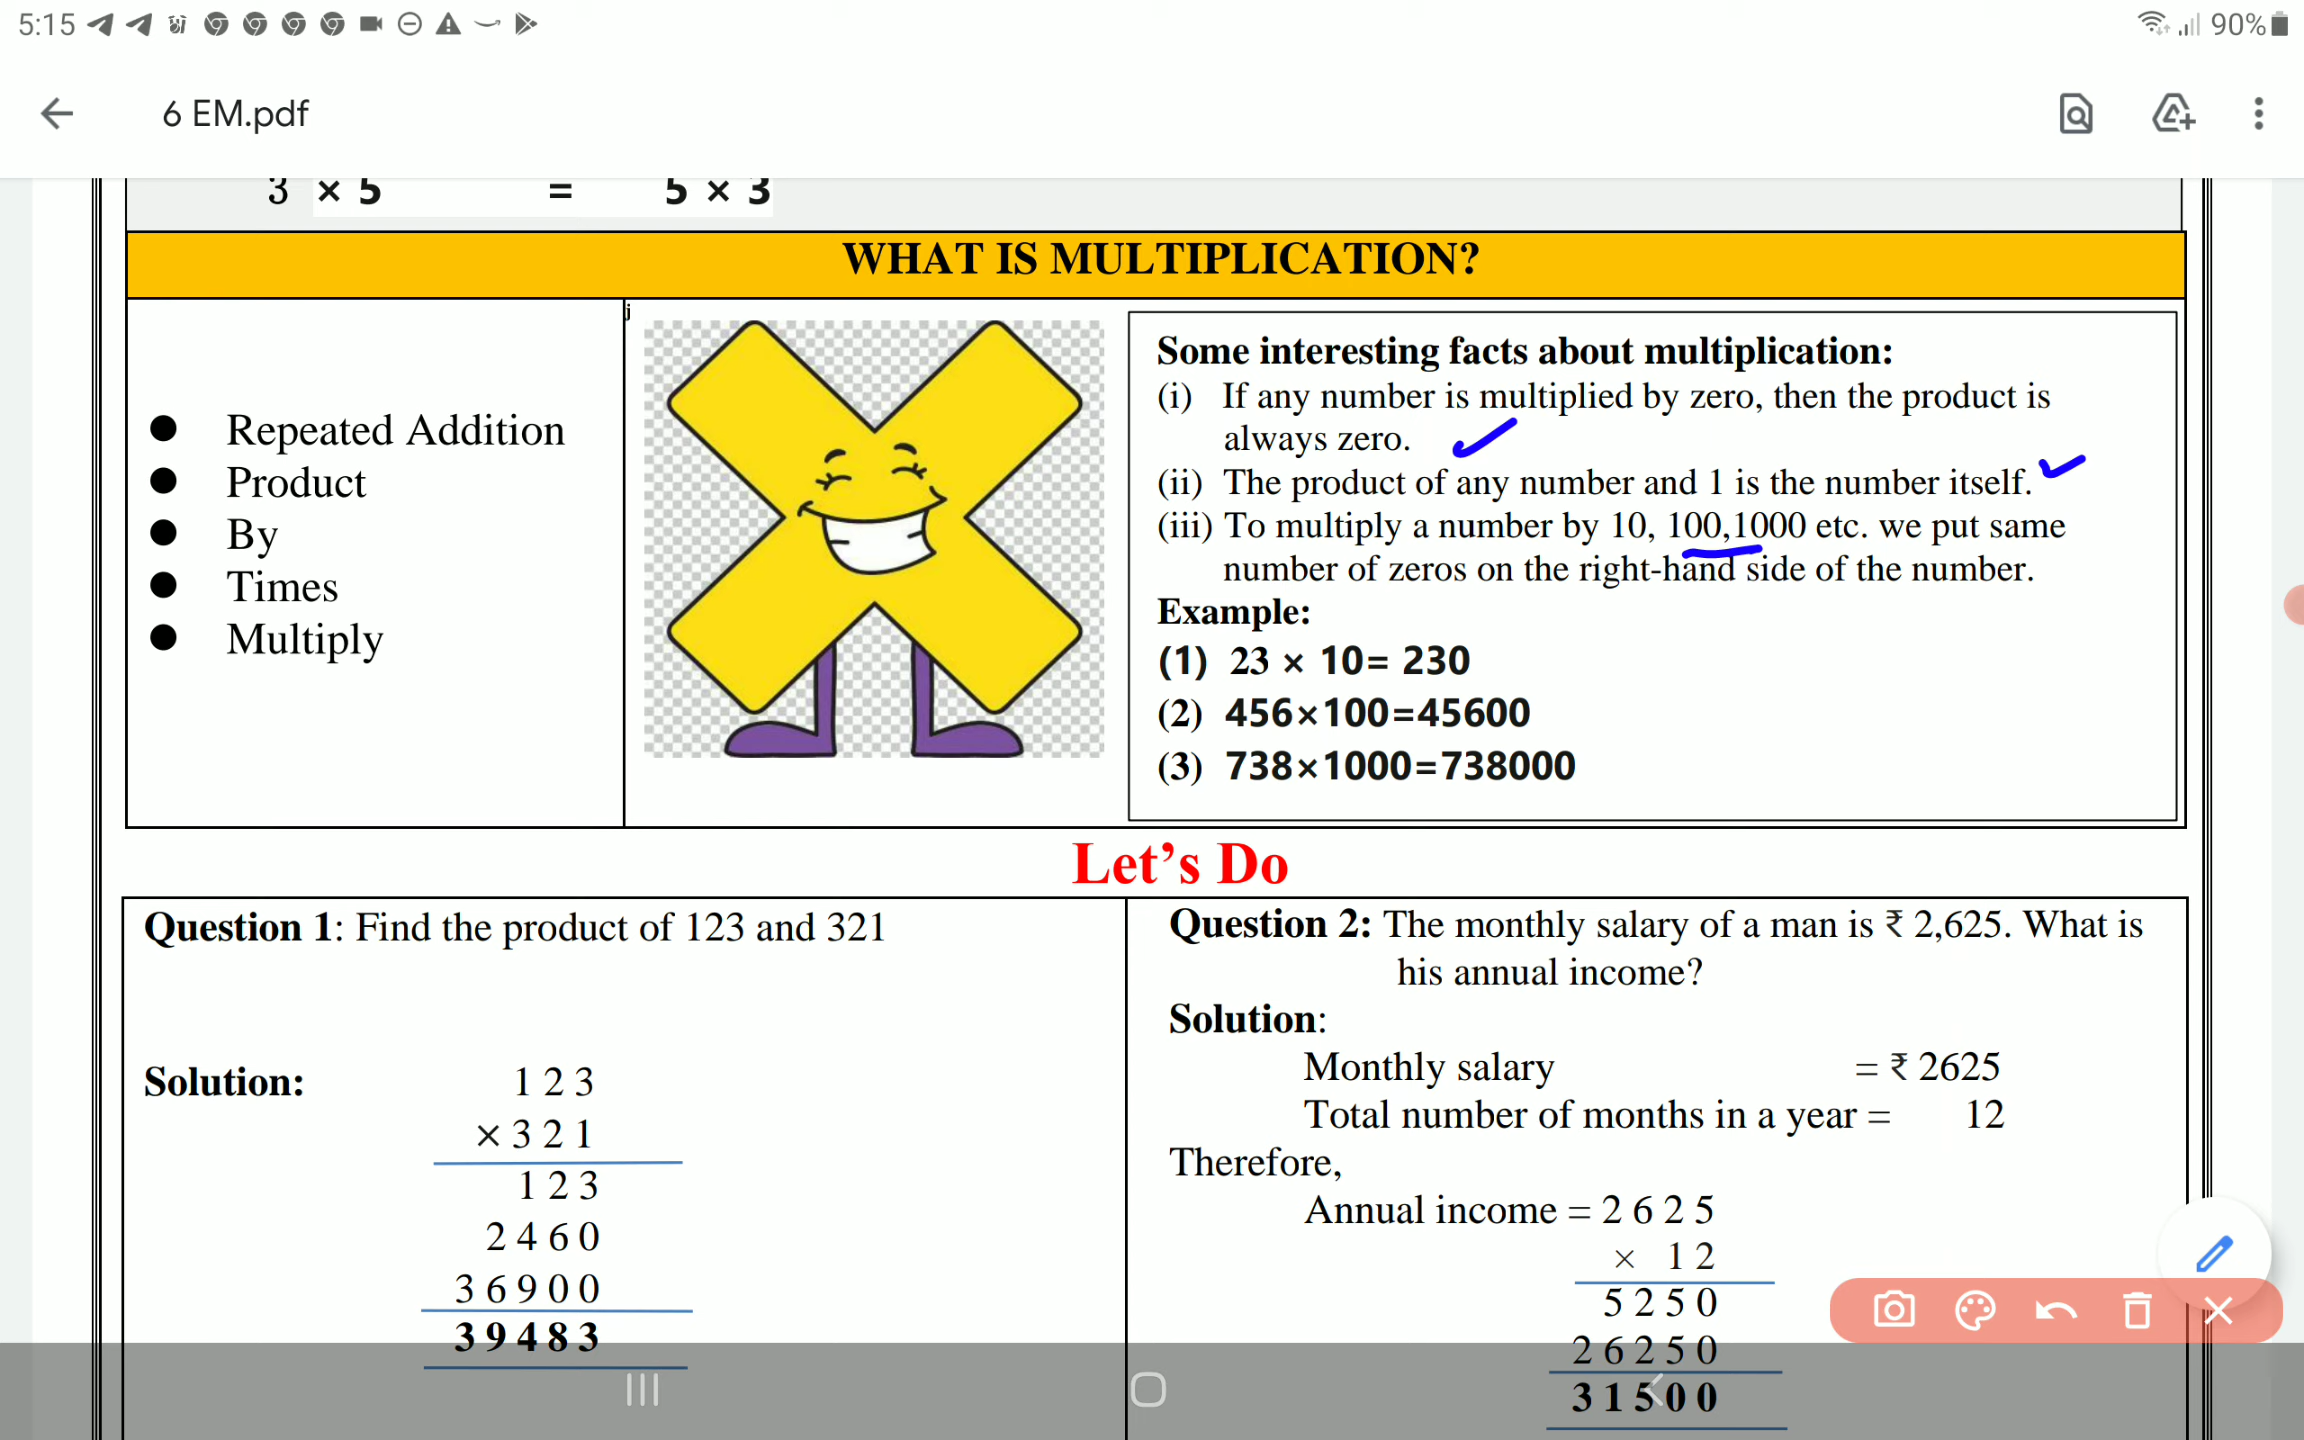 5:15
90%
6 EM.pdf
3 × 5 = 5 × 3
WHAT IS MULTIPLICATION?
j
● Repeated Addition
● Product
● By
● Times
● Multiply
Some interesting facts about multiplication:
(i) If any number is multiplied by zero, then the product is
always zero.
(ii) The product of any number and 1 is the number itself.
(iii) To multiply a number by 10, 100,1000 etc. we put same
number of zeros on the right-hand side of the number.
Example:
(1) 23 × 10= 230
(2) 456×100=45600
(3) 738×1000=738000
Let’s Do
Question 1: Find the product of 123 and 321
Solution:
1 2 3
× 3 2 1
1 2 3
2 4 6 0
3 6 9 0 0
3 9 4 8 3
Question 2: The monthly salary of a man is ₹ 2,625. What is
his annual income?
Solution:
Monthly salary = ₹ 2625
Total number of months in a year = 12
Therefore,
Annual income = 2 6 2 5
× 1 2
5 2 5 0
2 6 2 5 0
3 1 5 0 0